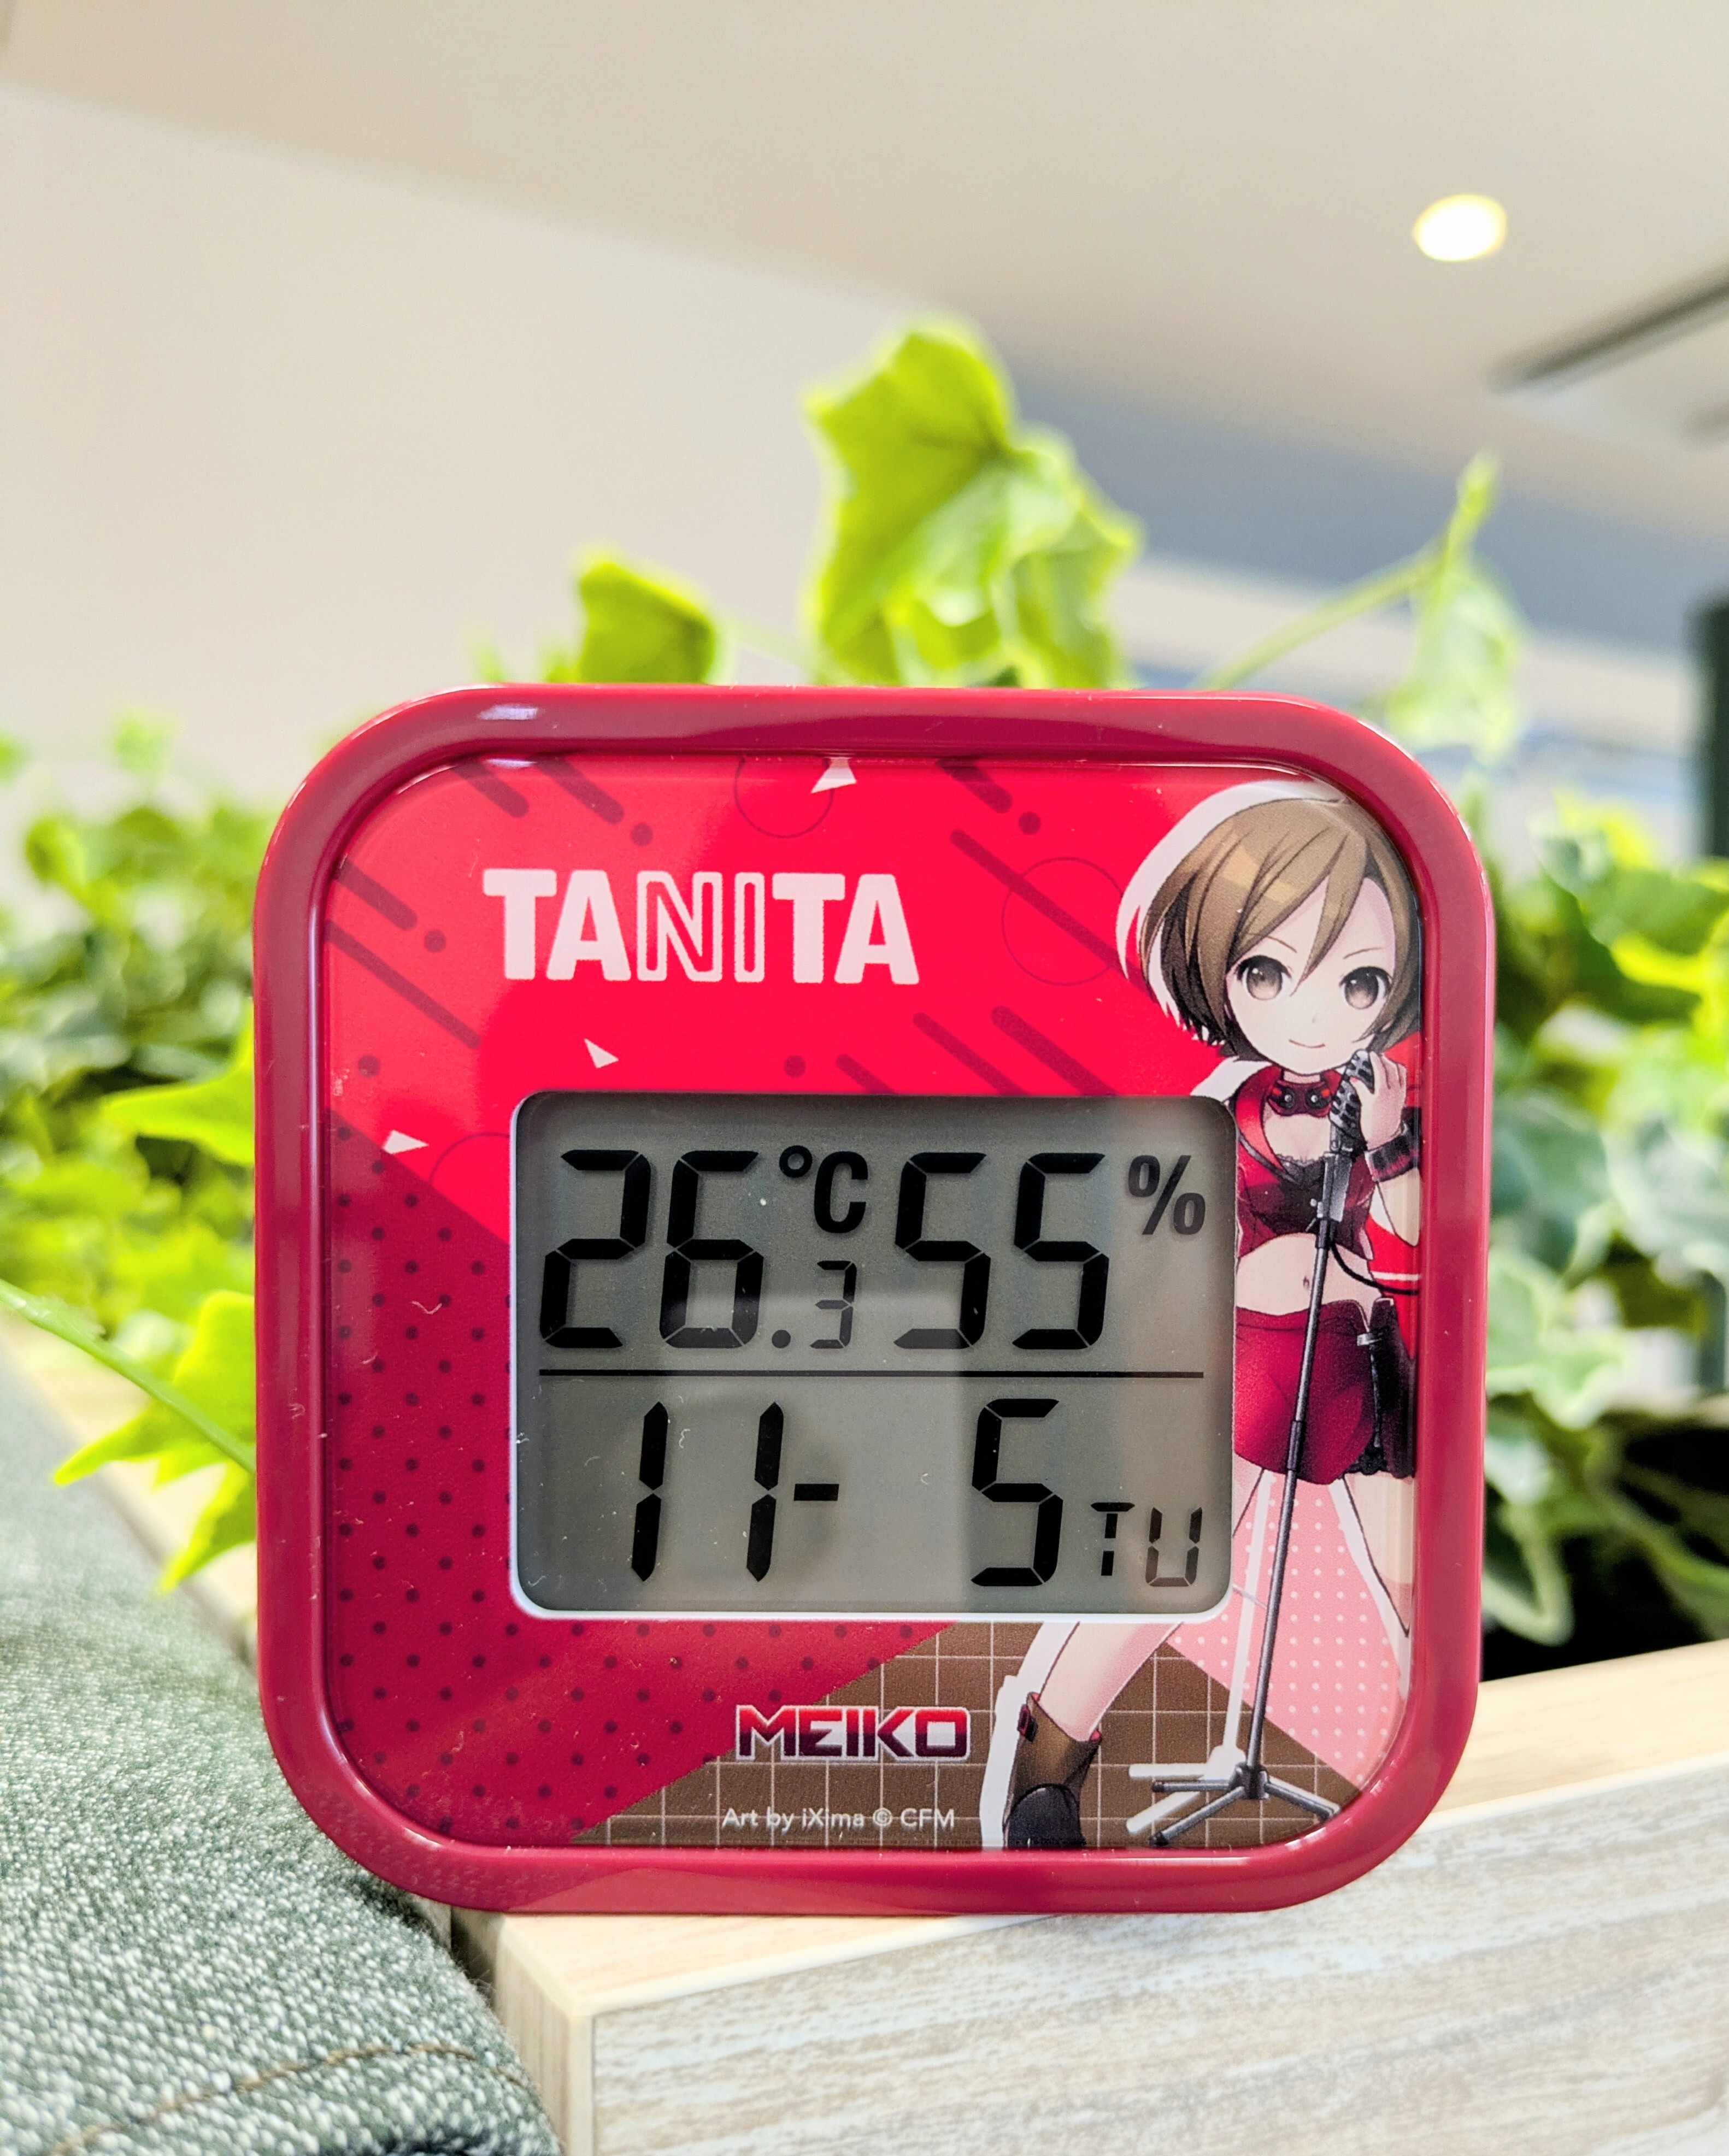 TANITA
26.3℃ 55%
11-5 TU
MEIKO
Art by iXima © CFM